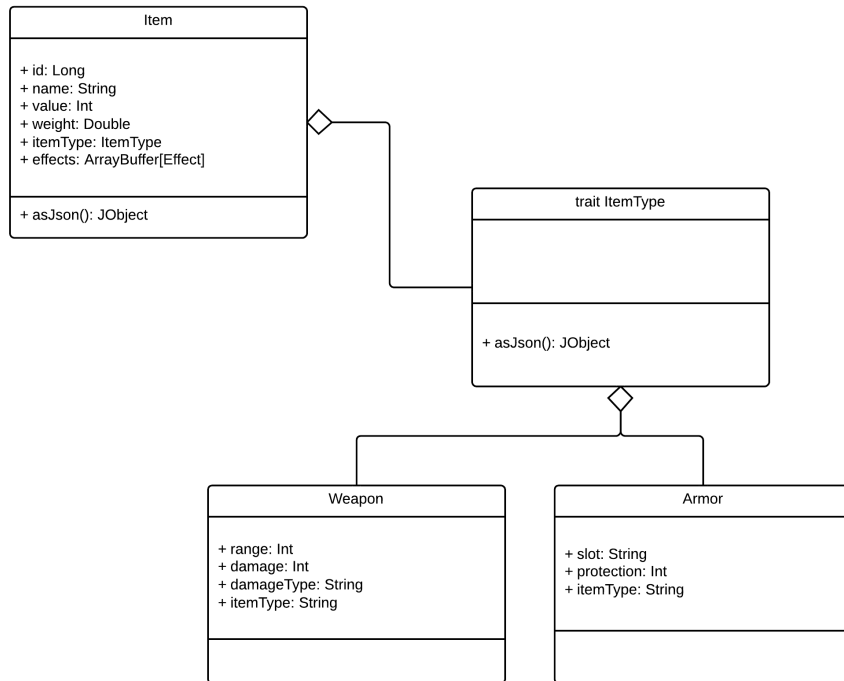 Item
+ id: Long
+ name: String
+ value: Int
+ weight: Double
+ itemType: ItemType
+ effects: ArrayBuffer[Effect]
+ asJson(): JObject
trait ItemType
+ asJson(): JObject
Weapon
+ range: Int
+ damage: Int
+ damageType: String
+ itemType: String
Armor
+ slot: String
+ protection: Int
+ itemType: String